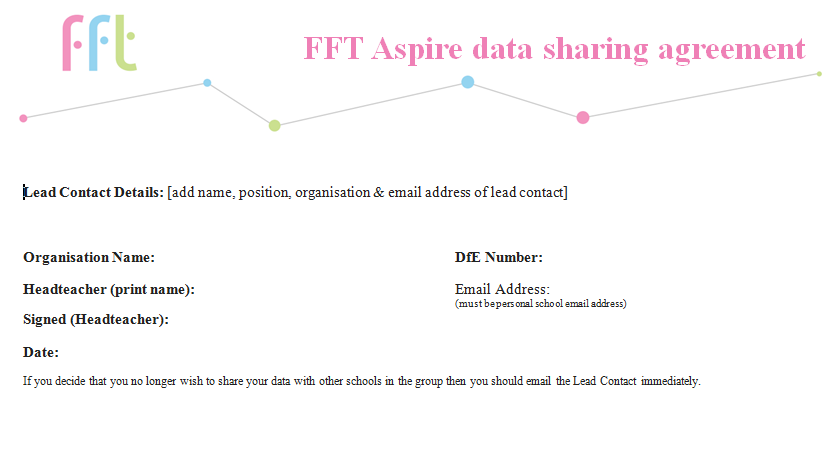 fft
FFT Aspire data sharing agreement
Lead Contact Details: [add name, position, organisation & email address of lead contact]
Organisation Name:
DfE Number:
Headteacher (print name):
Email Address:
(must be personal school email address)
Signed (Headteacher):
Date:
If you decide that you no longer wish to share your data with other schools in the group then you should email the Lead Contact immediately.